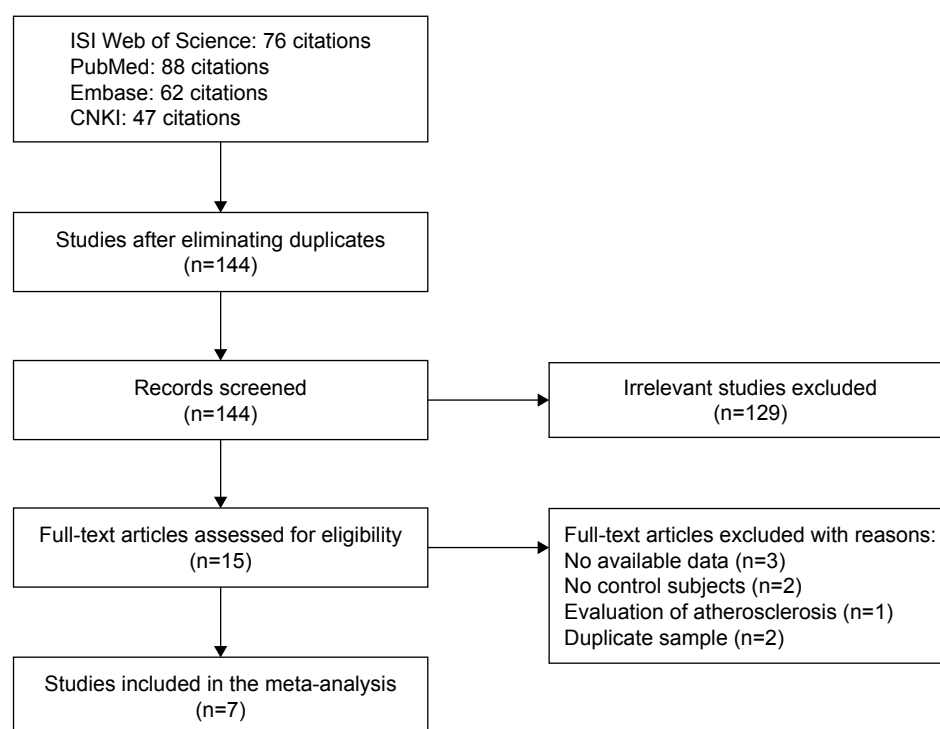 ISI Web of Science: 76 citations
PubMed: 88 citations
Embase: 62 citations
CNKI: 47 citations
Studies after eliminating duplicates
(n=144)
Records screened
(n=144)
Irrelevant studies excluded
(n=129)
Full-text articles assessed for eligibility
(n=15)
Full-text articles excluded with reasons:
No available data (n=3)
No control subjects (n=2)
Evaluation of atherosclerosis (n=1)
Duplicate sample (n=2)
Studies included in the meta-analysis
(n=7)